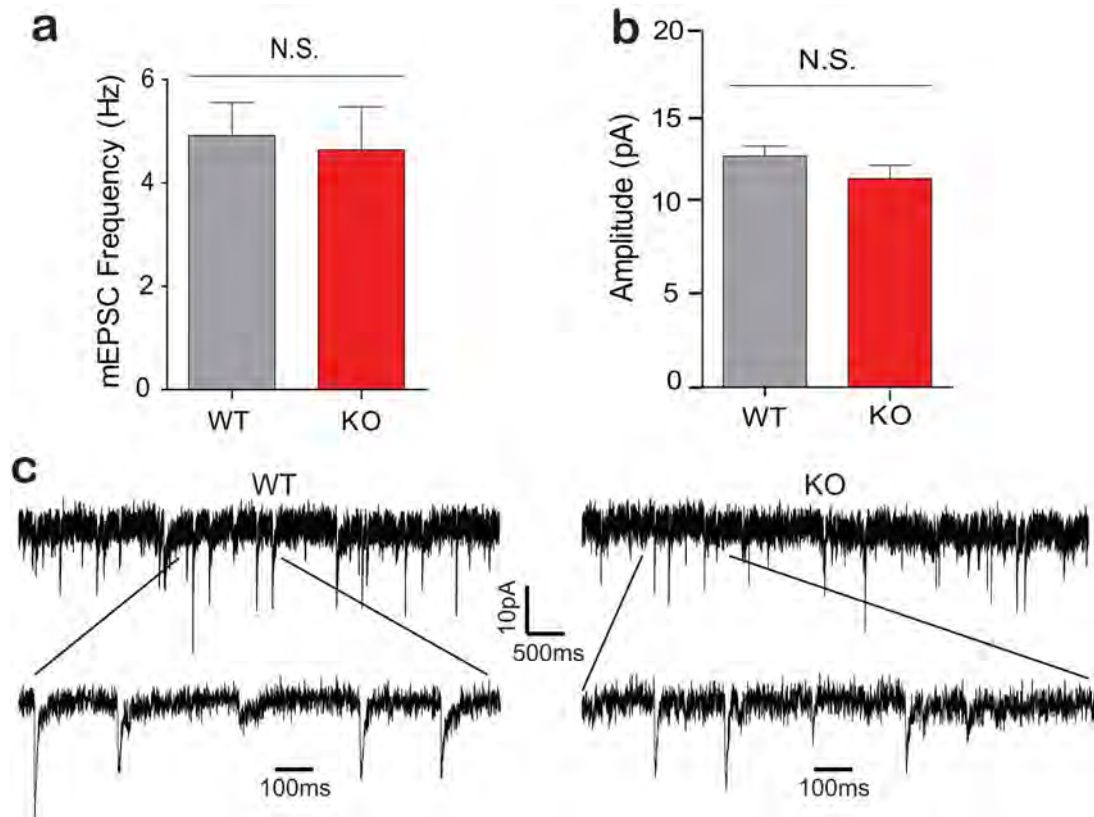 a
N.S.
mEPSC Frequency (Hz)
6
4
2
0
WT
KO
b
N.S.
Amplitude (pA)
20
15
10
5
0
WT
KO
c
WT
KO
10pA
500ms
100ms
100ms